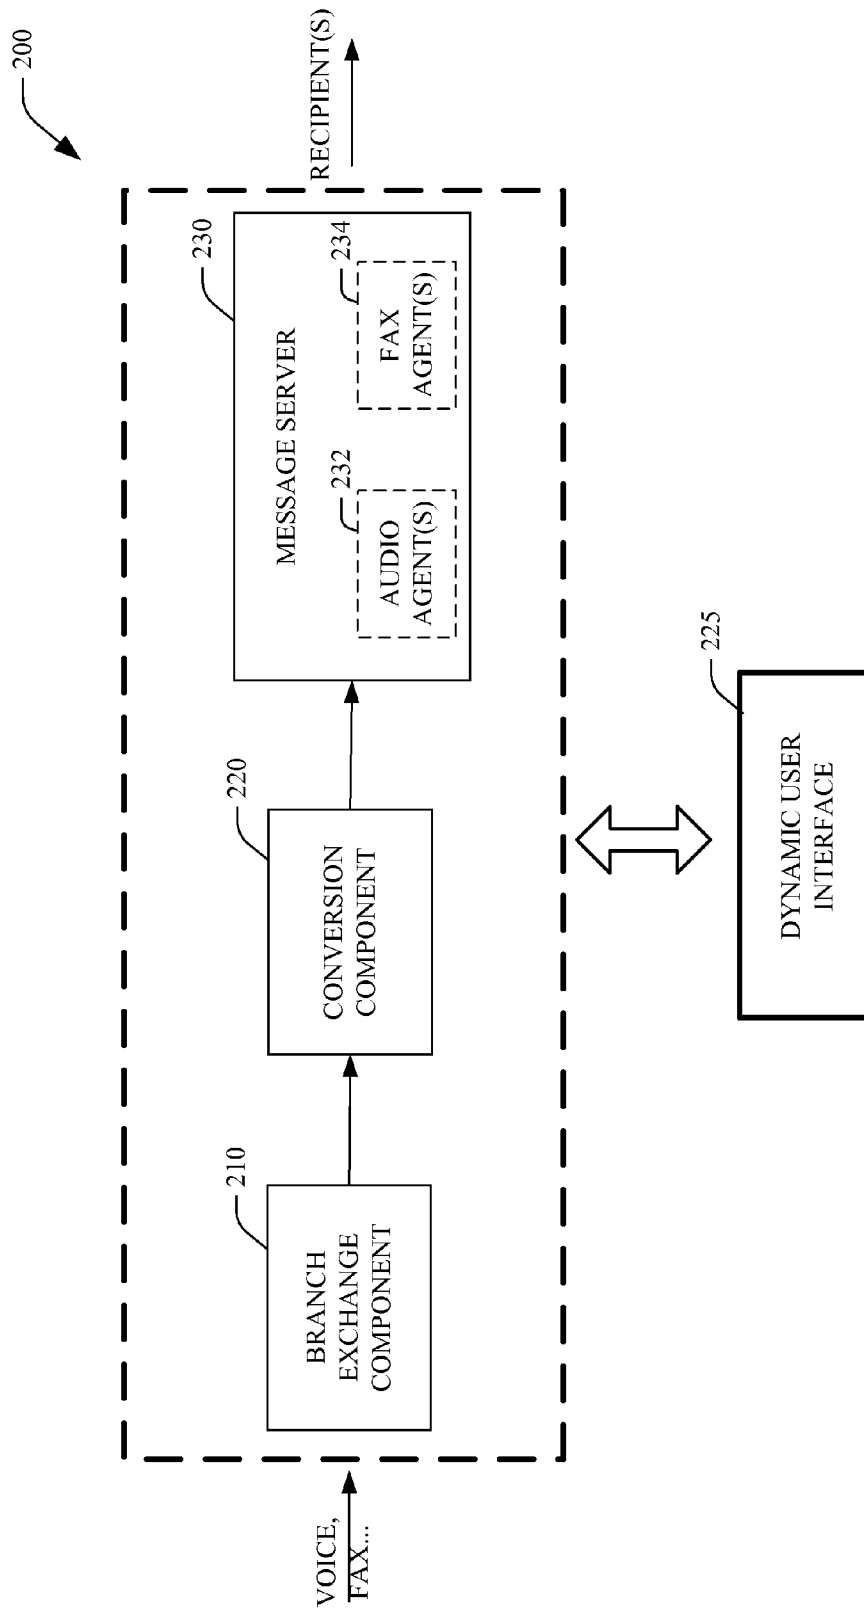 200
VOICE,
FAX...
210
BRANCH
EXCHANGE
COMPONENT
220
CONVERSION
COMPONENT
230
MESSAGE SERVER
232
AUDIO
AGENT(S)
234
FAX
AGENT(S)
RECIPIENT(S)
225
DYNAMIC USER
INTERFACE